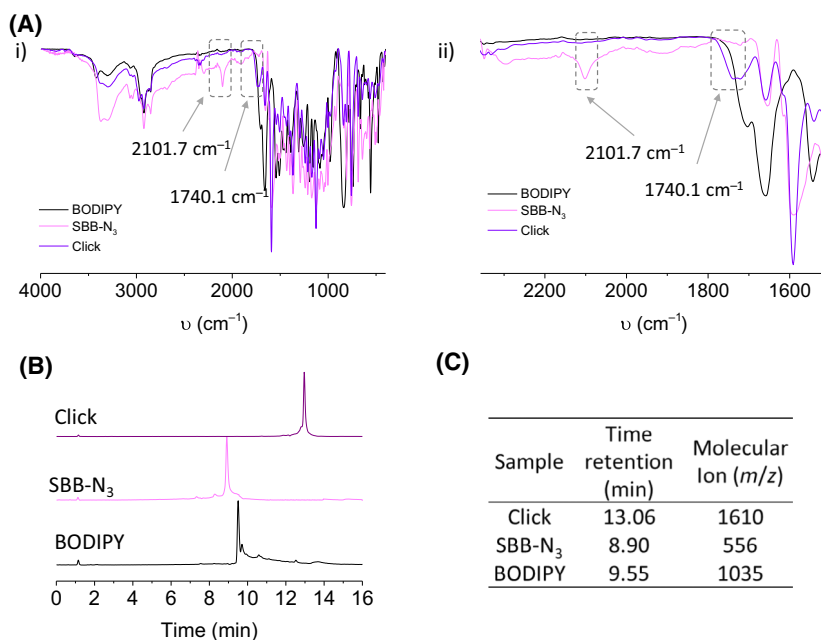 (A)
i)
2101.7 cm⁻¹
1740.1 cm⁻¹
BODIPY
SBB-N₃
Click
4000 3000 2000 1000
υ (cm⁻¹)
ii)
2101.7 cm⁻¹
1740.1 cm⁻¹
BODIPY
SBB-N₃
Click
2200 2000 1800 1600
υ (cm⁻¹)
(B)
Click
SBB-N₃
BODIPY
0 2 4 6 8 10 12 14 16
Time (min)
(C)
Sample Time retention (min) Molecular Ion (m/z)
Click 13.06 1610
SBB-N₃ 8.90 556
BODIPY 9.55 1035